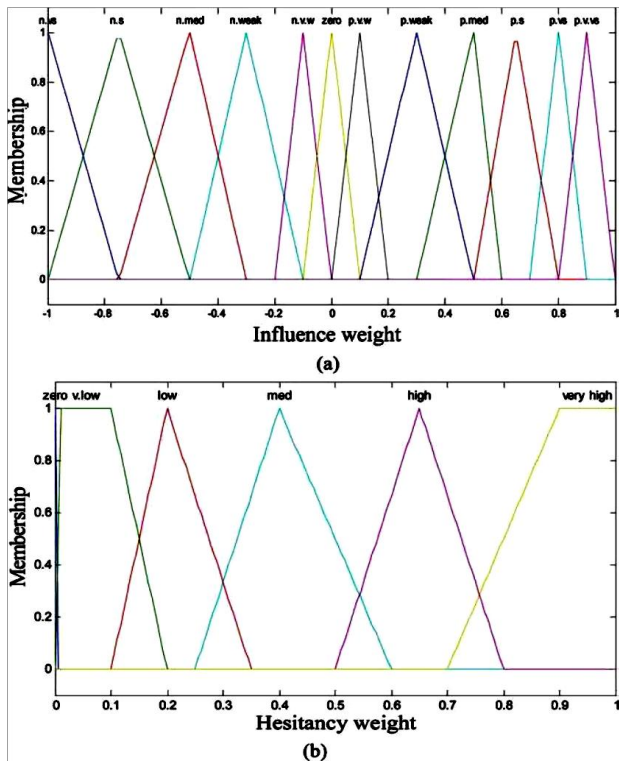 n.vs n.s n.med n.weak n.v.w zero p.v.w p.weak p.med p.s p.vs p.v.vs
1
0.8
0.6
0.4
0.2
0
Membership
-1 -0.8 -0.6 -0.4 -0.2 0 0.2 0.4 0.6 0.8 1
Influence weight
(a)
zero v.low low med high very high
1
0.8
0.6
0.4
0.2
0
Membership
0 0.1 0.2 0.3 0.4 0.5 0.6 0.7 0.8 0.9 1
Hesitancy weight
(b)